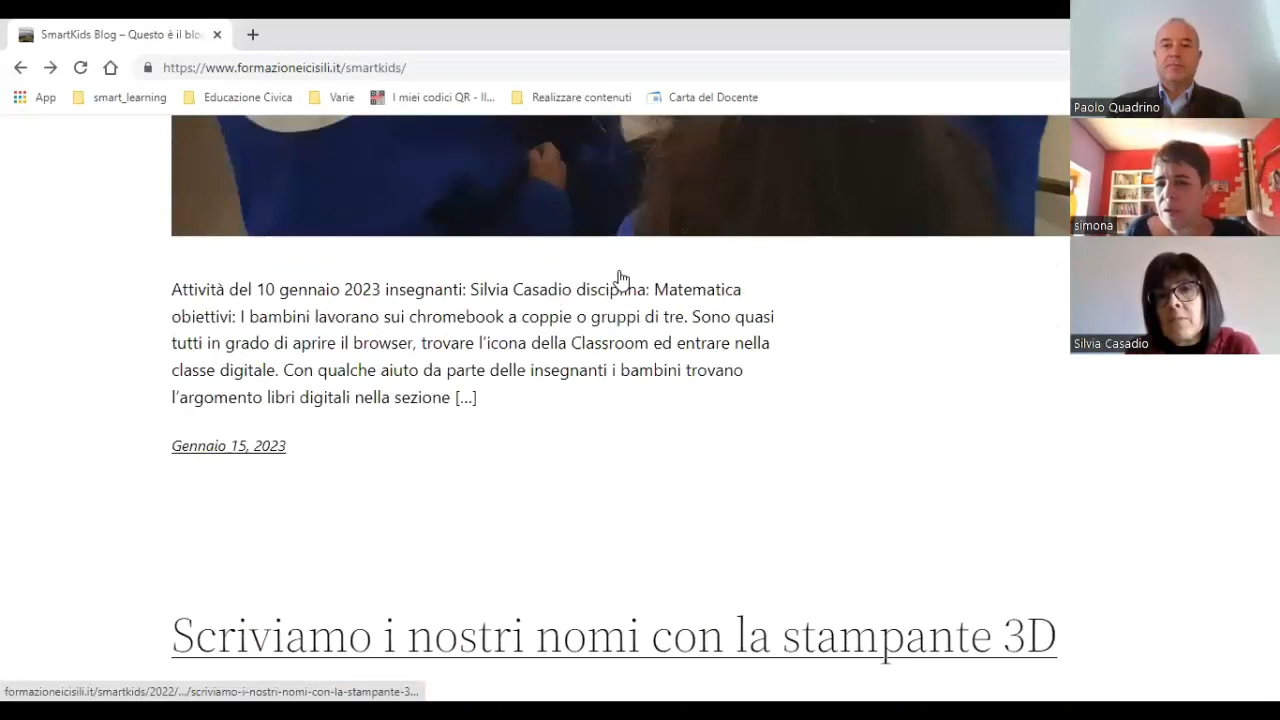 SmartKids Blog – Questo è il blo
https://www.formazioneicisili.it/smartkids/
App smart_learning Educazione Civica Varie I miei codici QR - Il... Realizzare contenuti Carta del Docente
Paolo Quadrino
simona
Silvia Casadio
Attività del 10 gennaio 2023 insegnanti: Silvia Casadio disciplina: Matematica
obiettivi: I bambini lavorano sui chromebook a coppie o gruppi di tre. Sono quasi
tutti in grado di aprire il browser, trovare l’icona della Classroom ed entrare nella
classe digitale. Con qualche aiuto da parte delle insegnanti i bambini trovano
l’argomento libri digitali nella sezione [...]
Gennaio 15, 2023
Scriviamo i nostri nomi con la stampante 3D
formazioneicisili.it/smartkids/2022/.../scriviamo-i-nostri-nomi-con-la-stampante-3...